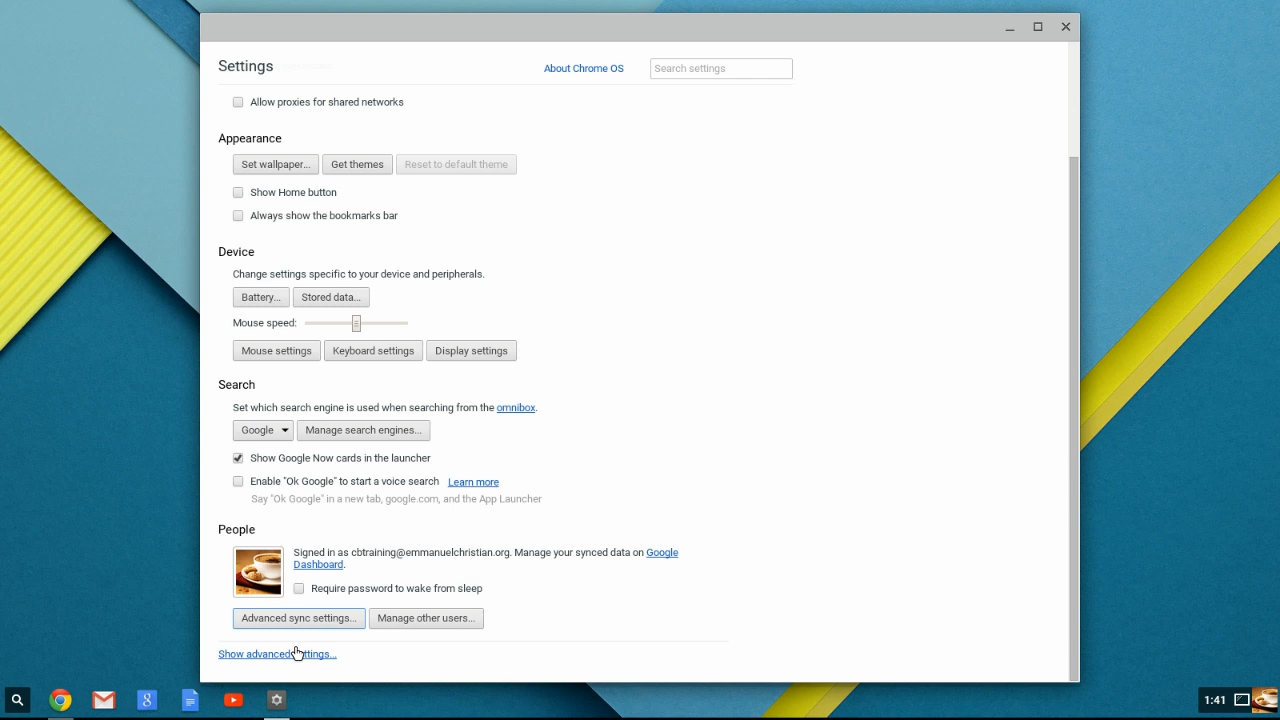 Settings
About Chrome OS
Search settings
Allow proxies for shared networks
Appearance
Set wallpaper... Get themes Reset to default theme
Show Home button
Always show the bookmarks bar
Device
Change settings specific to your device and peripherals.
Battery... Stored data...
Mouse speed:
Mouse settings Keyboard settings Display settings
Search
Set which search engine is used when searching from the omnibox.
Google Manage search engines...
Show Google Now cards in the launcher
Enable "Ok Google" to start a voice search Learn more
Say "Ok Google" in a new tab, google.com, and the App Launcher
People
Signed in as cbtraining@emmanuelchristian.org. Manage your synced data on Google
Dashboard.
Require password to wake from sleep
Advanced sync settings... Manage other users...
Show advanced settings...
1:41